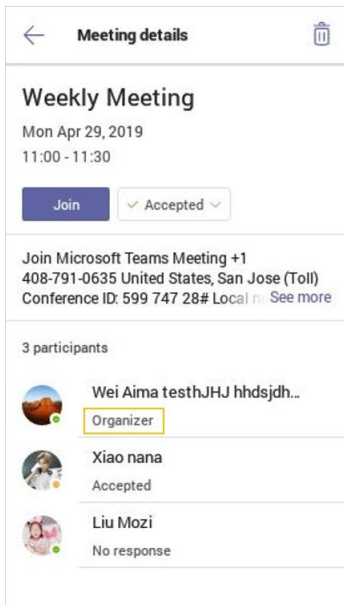 Meeting details
Weekly Meeting
Mon Apr 29, 2019
11:00 - 11:30
Join
Accepted
Join Microsoft Teams Meeting +1
408-791-0635 United States, San Jose (Toll)
Conference ID: 599 747 28# Local See more
3 participants
Wei Aima testhJHJ hhdsjdh...
Organizer
Xiao nana
Accepted
Liu Mozi
No response